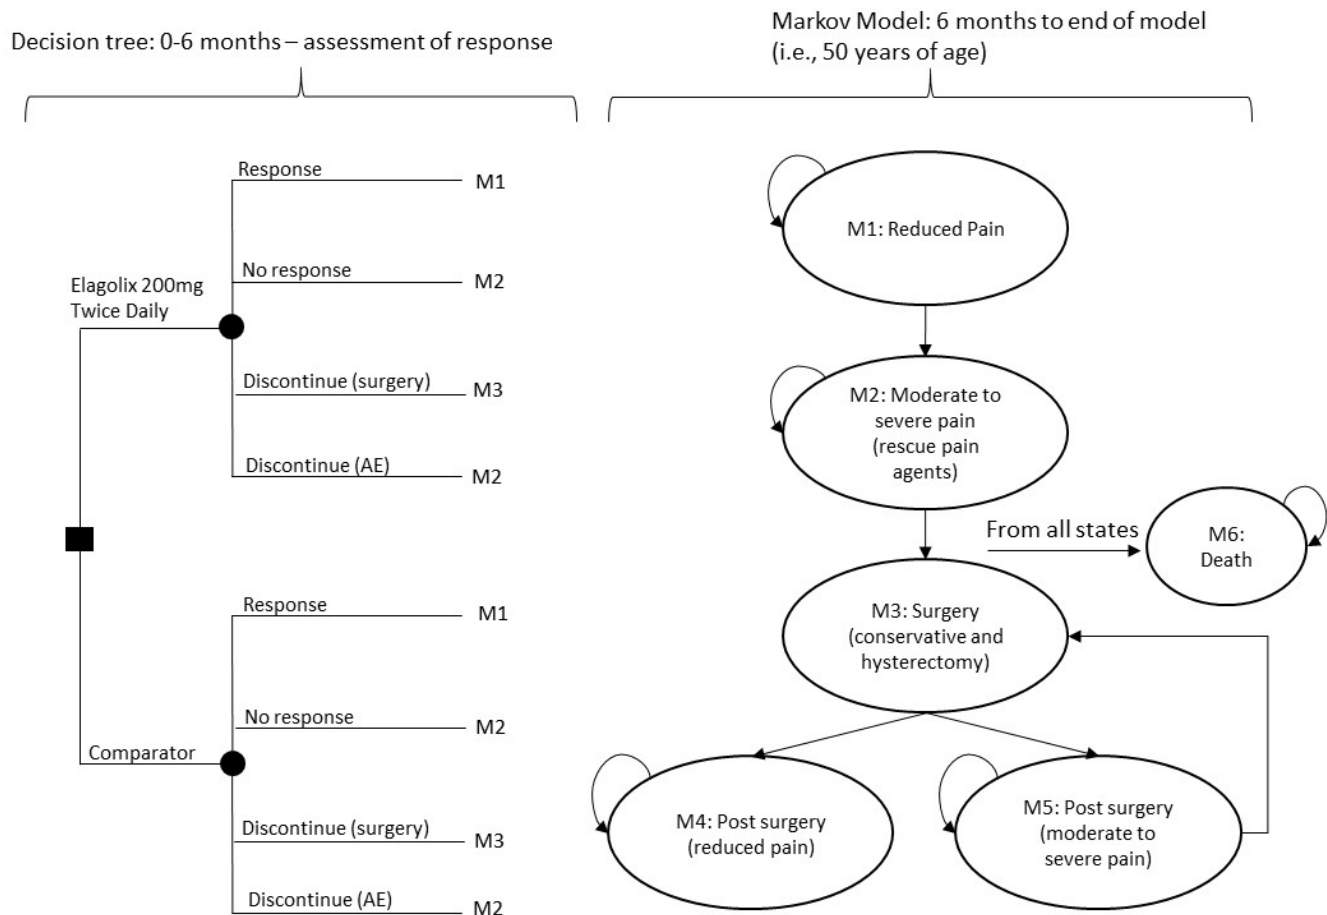 Decision tree: 0-6 months – assessment of response
Markov Model: 6 months to end of model
(i.e., 50 years of age)
Response
M1
No response
M2
Elagolix 200mg
Twice Daily
Discontinue (surgery)
M3
Discontinue (AE)
M2
Response
M1
No response
M2
Comparator
Discontinue (surgery)
M3
Discontinue (AE)
M2
M1: Reduced Pain
M2: Moderate to
severe pain
(rescue pain
agents)
From all states
M6:
Death
M3: Surgery
(conservative and
hysterectomy)
M4: Post surgery
(reduced pain)
M5: Post surgery
(moderate to
severe pain)